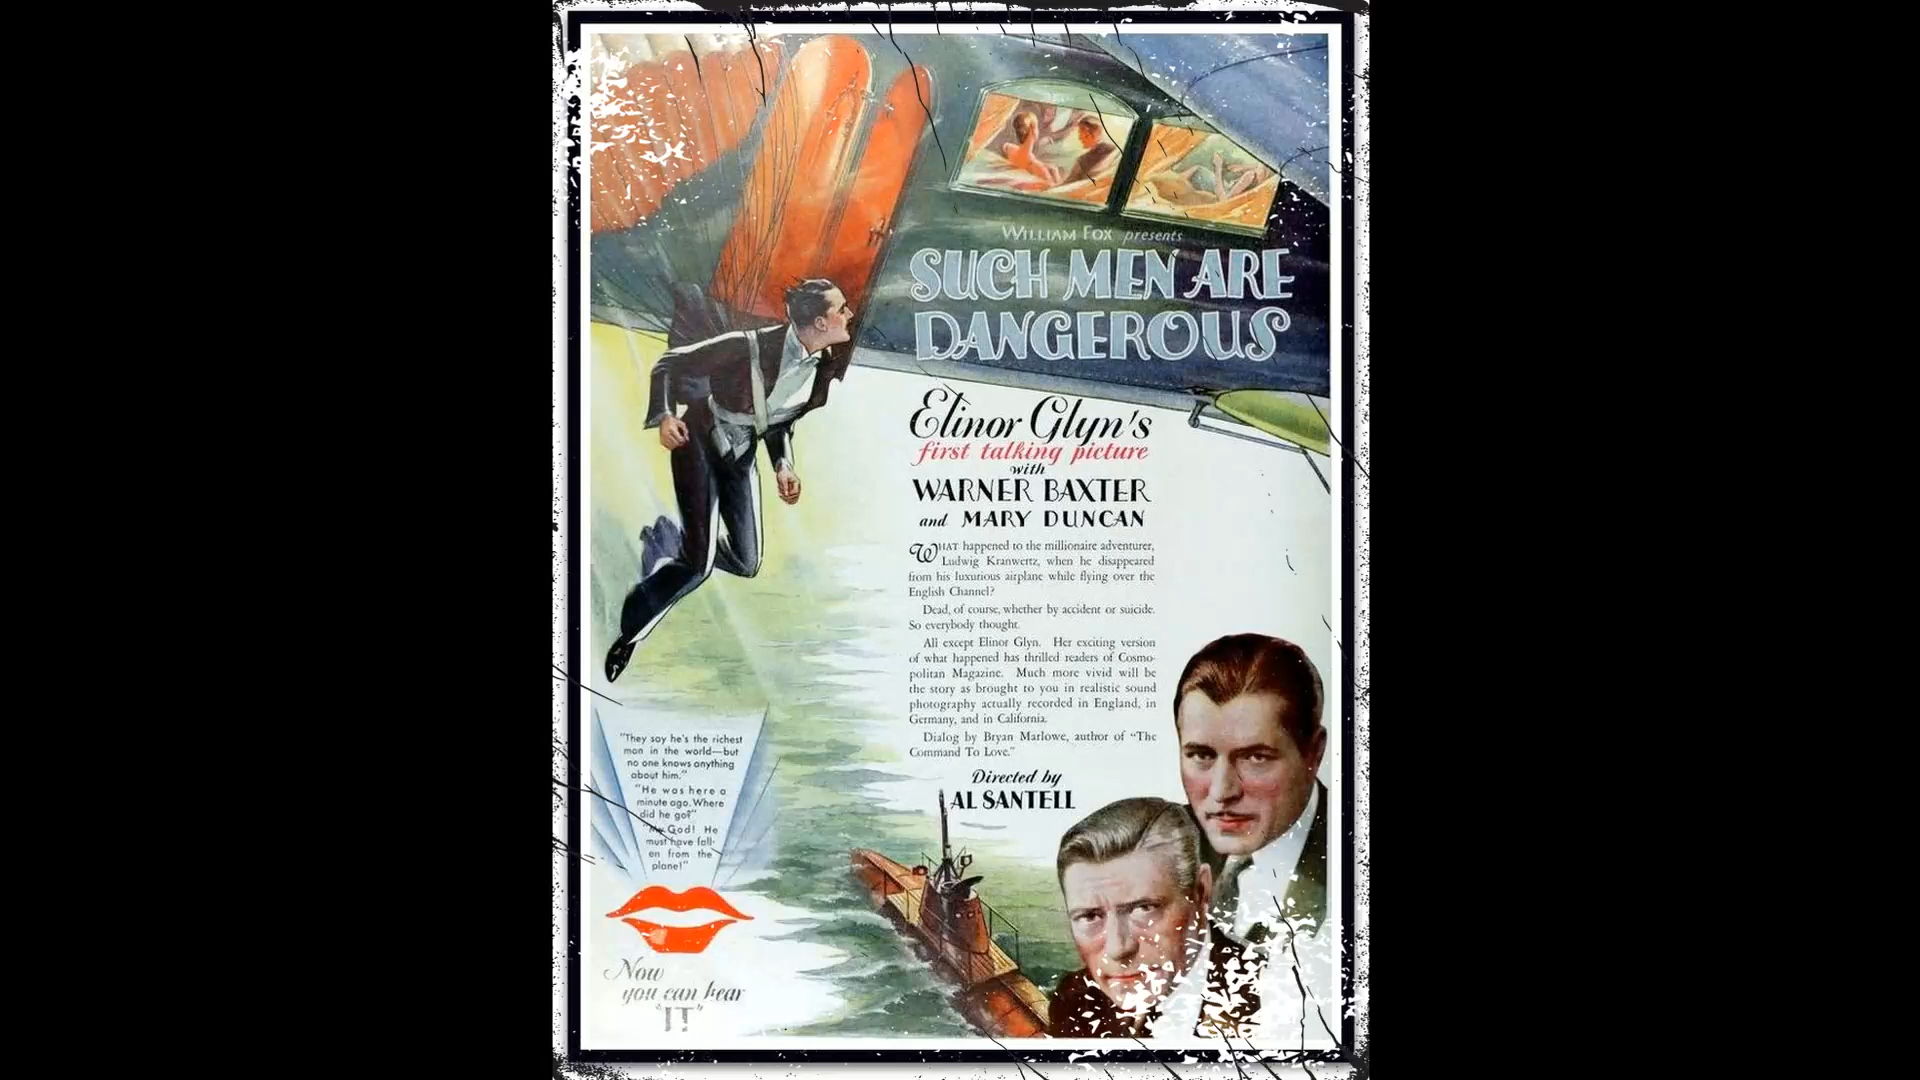 WILLIAM FOX presents
SUCH MEN ARE
DANGEROUS
Elinor Glyn's
first talking picture
with
WARNER BAXTER
and MARY DUNCAN
WHAT happened to the millionaire adventurer,
Ludwig Kranwertz, when he disappeared
from his luxurious airplane while flying over the
English Channel?
Dead, of course, whether by accident or suicide.
So everybody thought.
All except Elinor Glyn. Her exciting version
of what happened has thrilled readers of Cosmo-
politan Magazine. Much more vivid will be
the story as brought to you in realistic sound
photography actually recorded in England, in
Germany, and in California.
Dialog by Bryan Marlowe, author of "The
Command To Love."
Directed by
AL SANTELL
"They say he's the richest
man in the world—but
no one knows anything
about him."
"He was here a
minute ago. Where
did he go?"
"My God! He
must have fall-
en from the
plane!"
Now
you can hear
"IT"